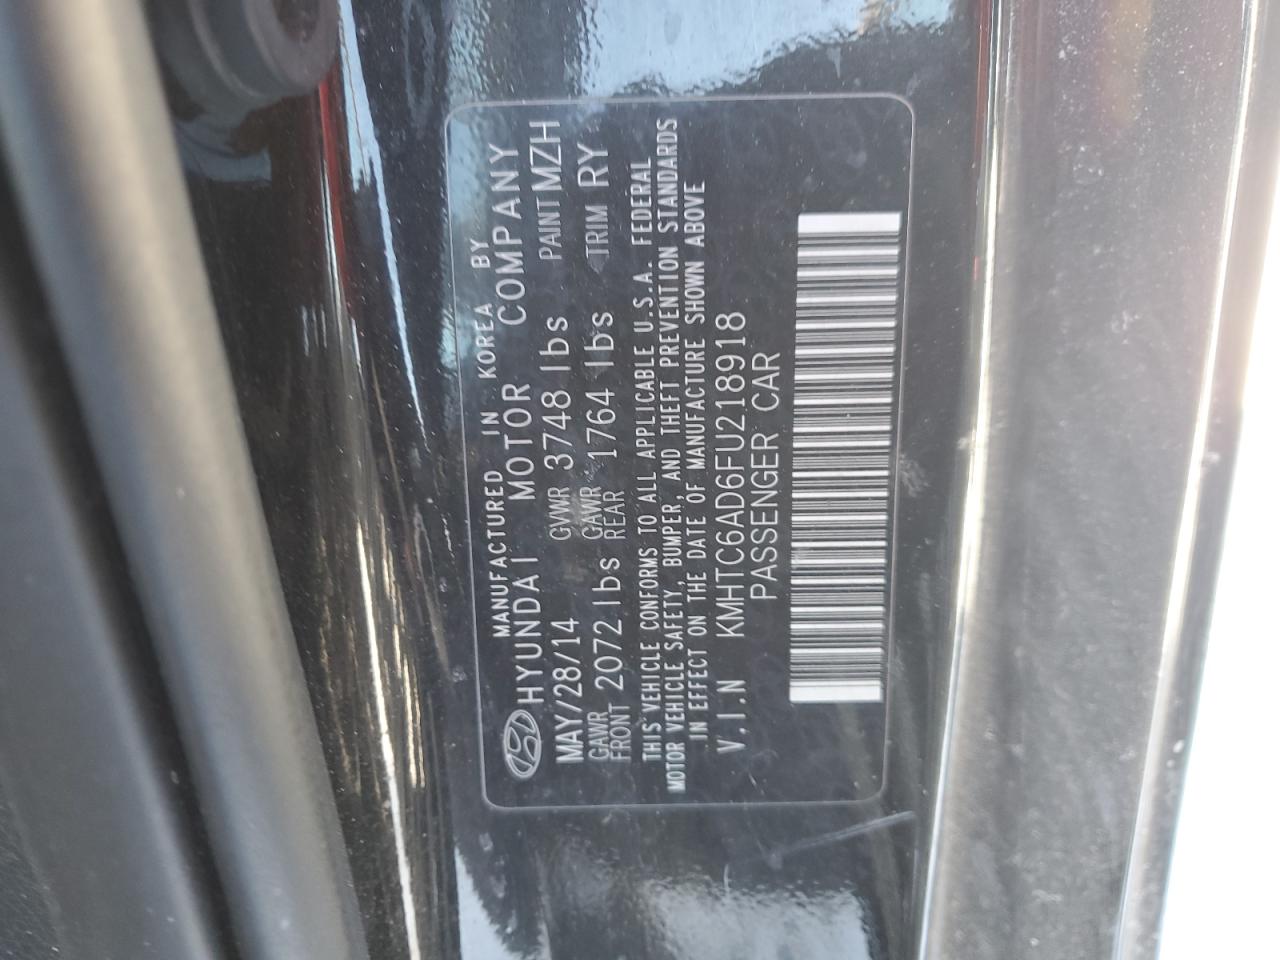 MANUFACTURED IN KOREA BY
HYUNDAI MOTOR COMPANY
MAY/28/14 GVWR 3748 lbs PAINT MZH
GAWR FRONT 2072 lbs GAWR REAR 1764 lbs TRIM RY
THIS VEHICLE CONFORMS TO ALL APPLICABLE U.S.A. FEDERAL
MOTOR VEHICLE SAFETY, BUMPER, AND THEFT PREVENTION STANDARDS
IN EFFECT ON THE DATE OF MANUFACTURE SHOWN ABOVE
V.I.N KMHTC6AD6FU218918
PASSENGER CAR